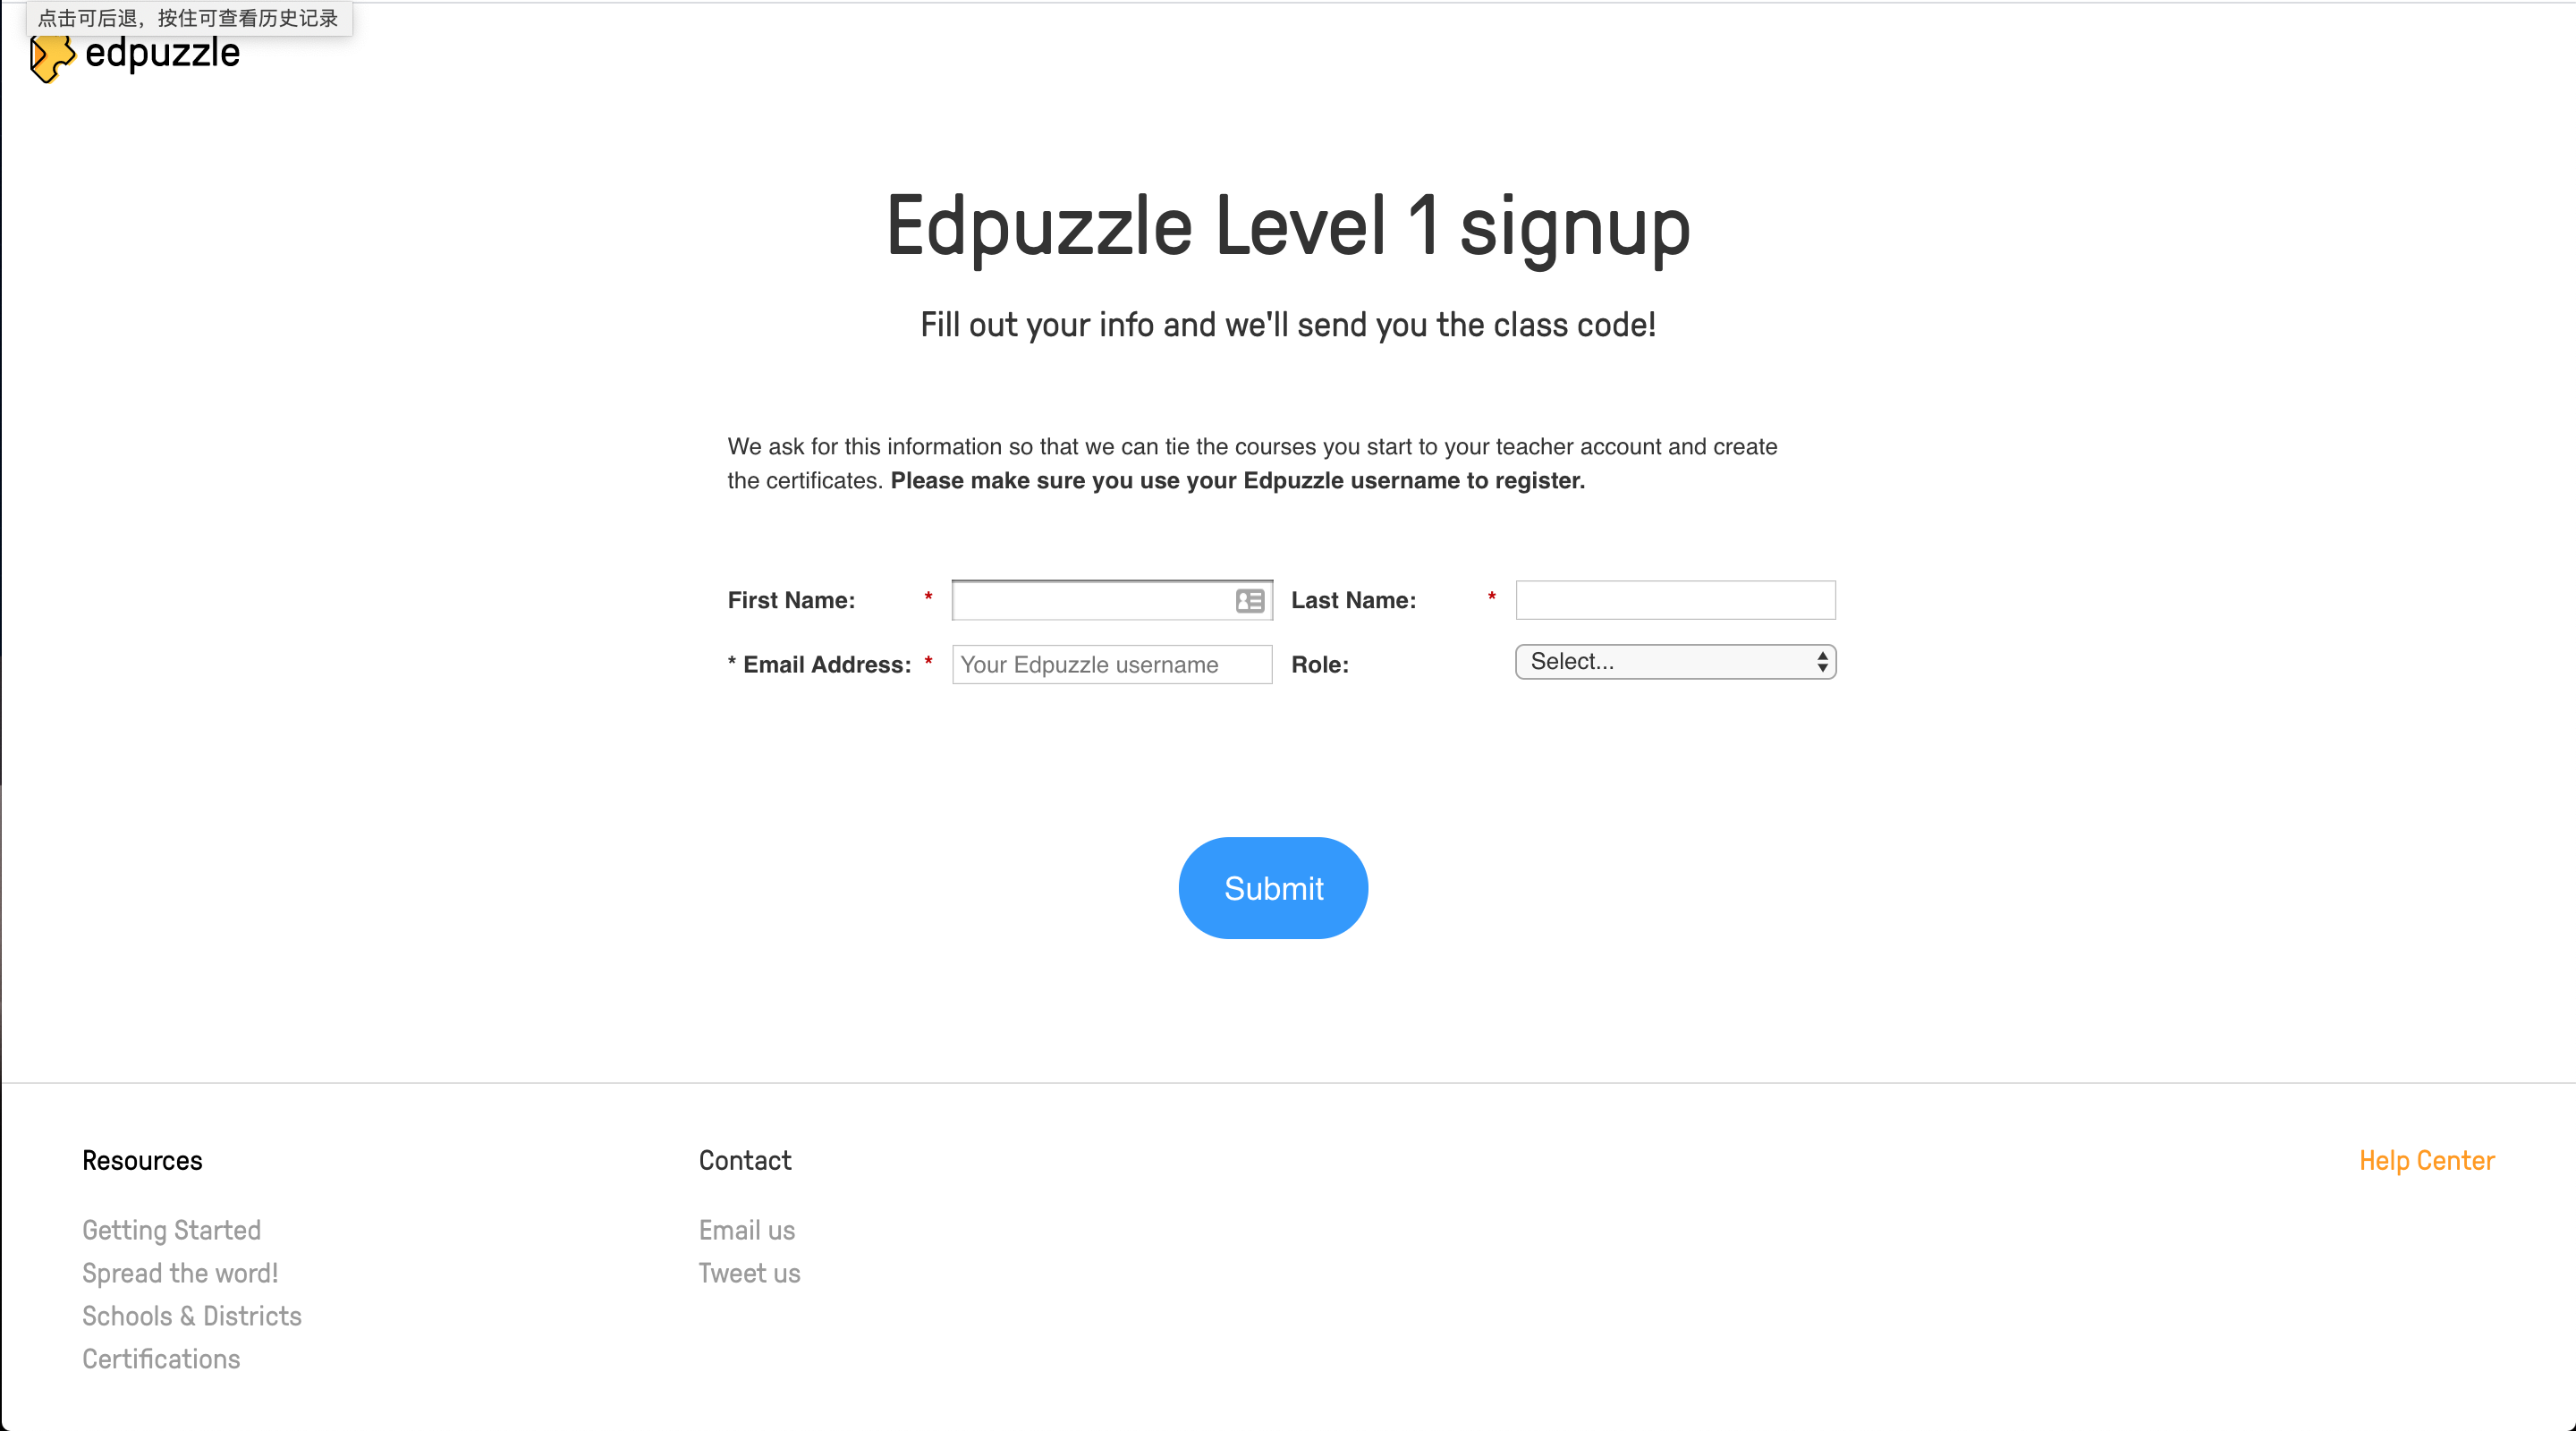 点击可后退，按住可查看历史记录
edpuzzle
Edpuzzle Level 1 signup
Fill out your info and we'll send you the class code!
We ask for this information so that we can tie the courses you start to your teacher account and create
the certificates. Please make sure you use your Edpuzzle username to register.
First Name: *
Last Name: *
* Email Address: * Your Edpuzzle username
Role: Select...
Submit
Resources
Getting Started
Spread the word!
Schools & Districts
Certifications
Contact
Email us
Tweet us
Help Center